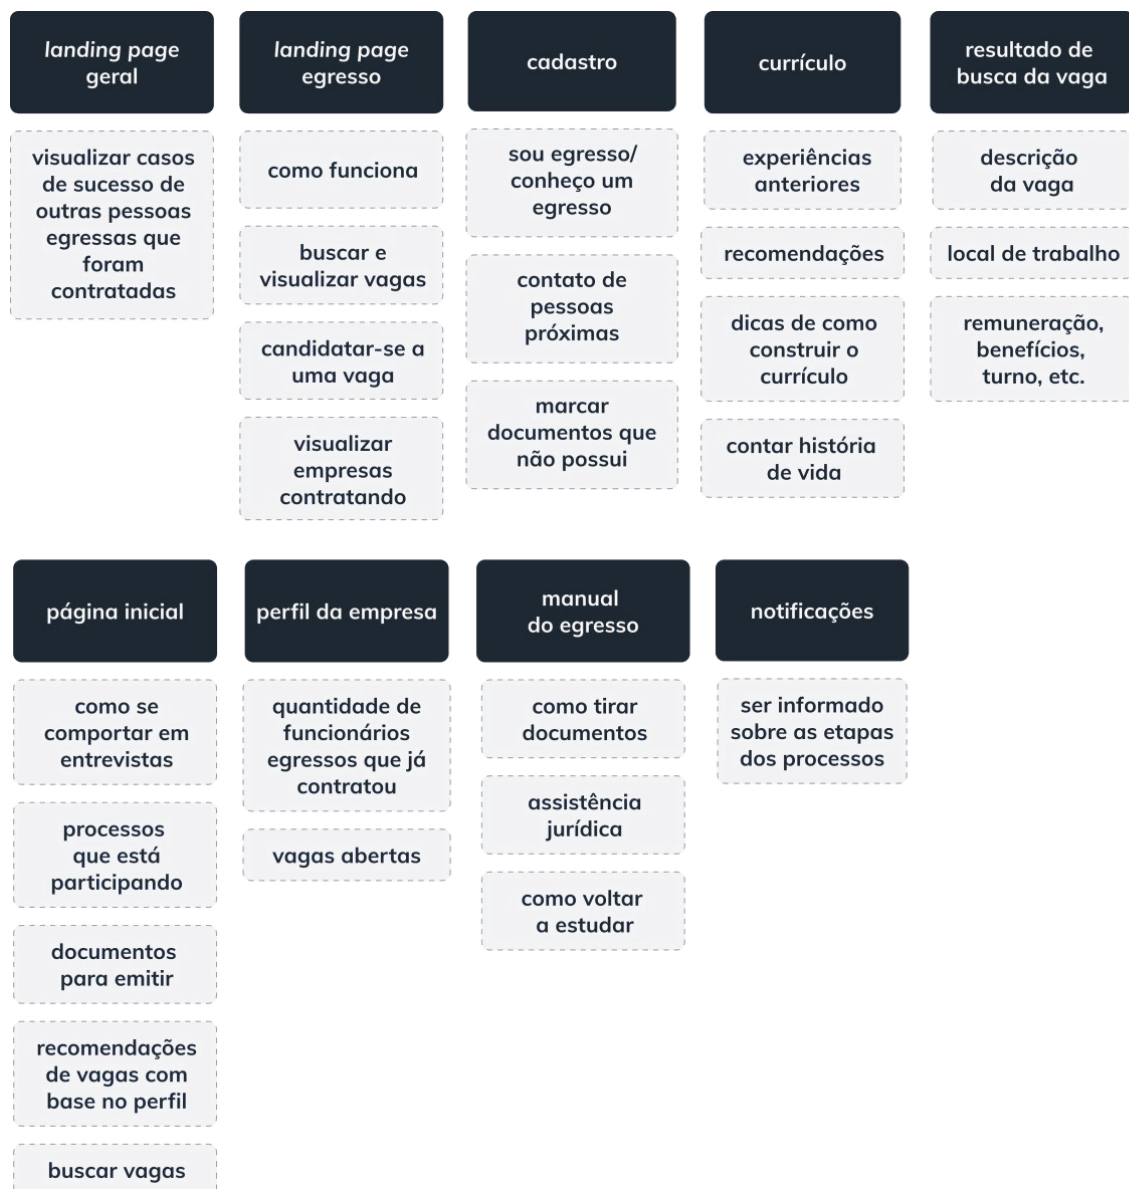 landing page
geral
visualizar casos
de sucesso de
outras pessoas
egressas que
foram
contratadas
landing page
egresso
como funciona
buscar e
visualizar vagas
candidatar-se a
uma vaga
visualizar
empresas
contratando
cadastro
sou egresso/
conheço um
egresso
contato de
pessoas
próximas
marcar
documentos que
não possui
currículo
experiências
anteriores
recomendações
dicas de como
construir o
currículo
contar história
de vida
resultado de
busca da vaga
descrição
da vaga
local de trabalho
remuneração,
benefícios,
turno, etc.
página inicial
como se
comportar em
entrevistas
processos
que está
participando
documentos
para emitir
recomendações
de vagas com
base no perfil
buscar vagas
perfil da empresa
quantidade de
funcionários
egressos que já
contratou
vagas abertas
manual
do egresso
como tirar
documentos
assistência
jurídica
como voltar
a estudar
notificações
ser informado
sobre as etapas
dos processos